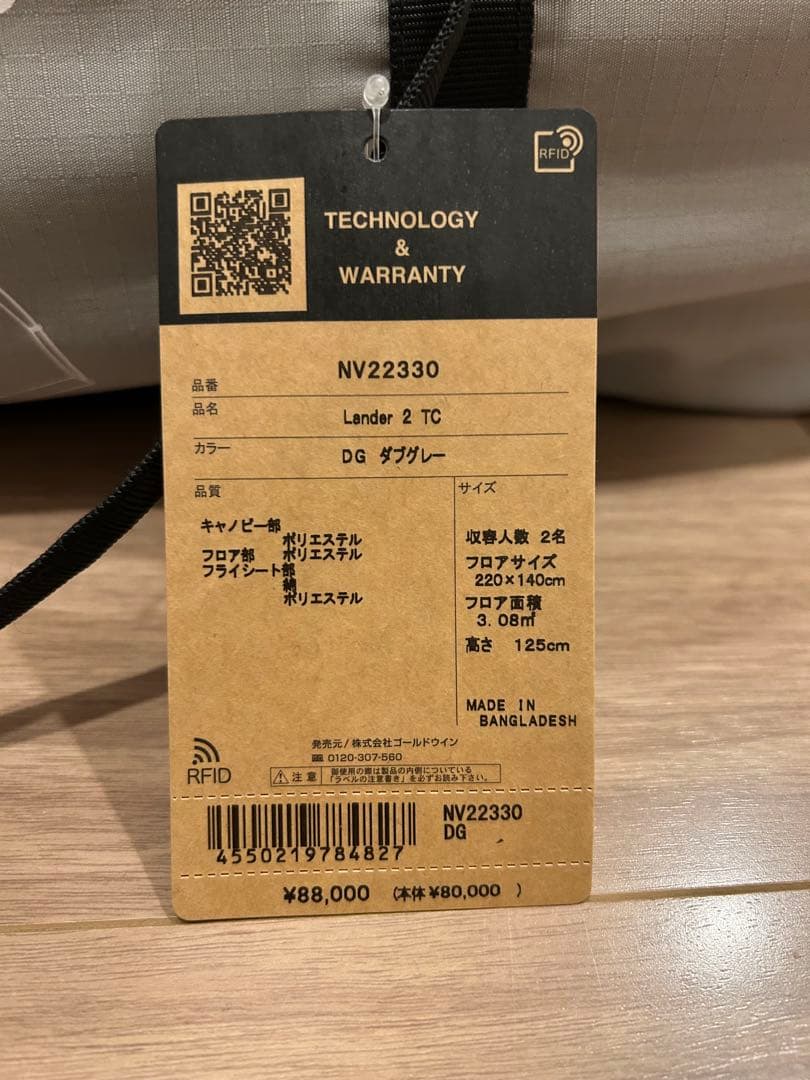 RFID
TECHNOLOGY
&
WARRANTY
品番 NV22330
品名 Lander 2 TC
カラー DG ダブグレー
品質
キャノピー部
ポリエステル
フロア部 ポリエステル
フライシート部
綿
ポリエステル
サイズ
収容人数 2名
フロアサイズ
220×140cm
フロア面積
3.08㎡
高さ 125cm
MADE IN
BANGLADESH
RFID
発売元/株式会社ゴールドウイン
☎ 0120-307-560
⚠ 注意 御使用の際は製品の内側についている
「ラベルの注意書き」を必ずお読み下さい。
4550219784827
NV22330
DG
¥88,000 (本体¥80,000 )